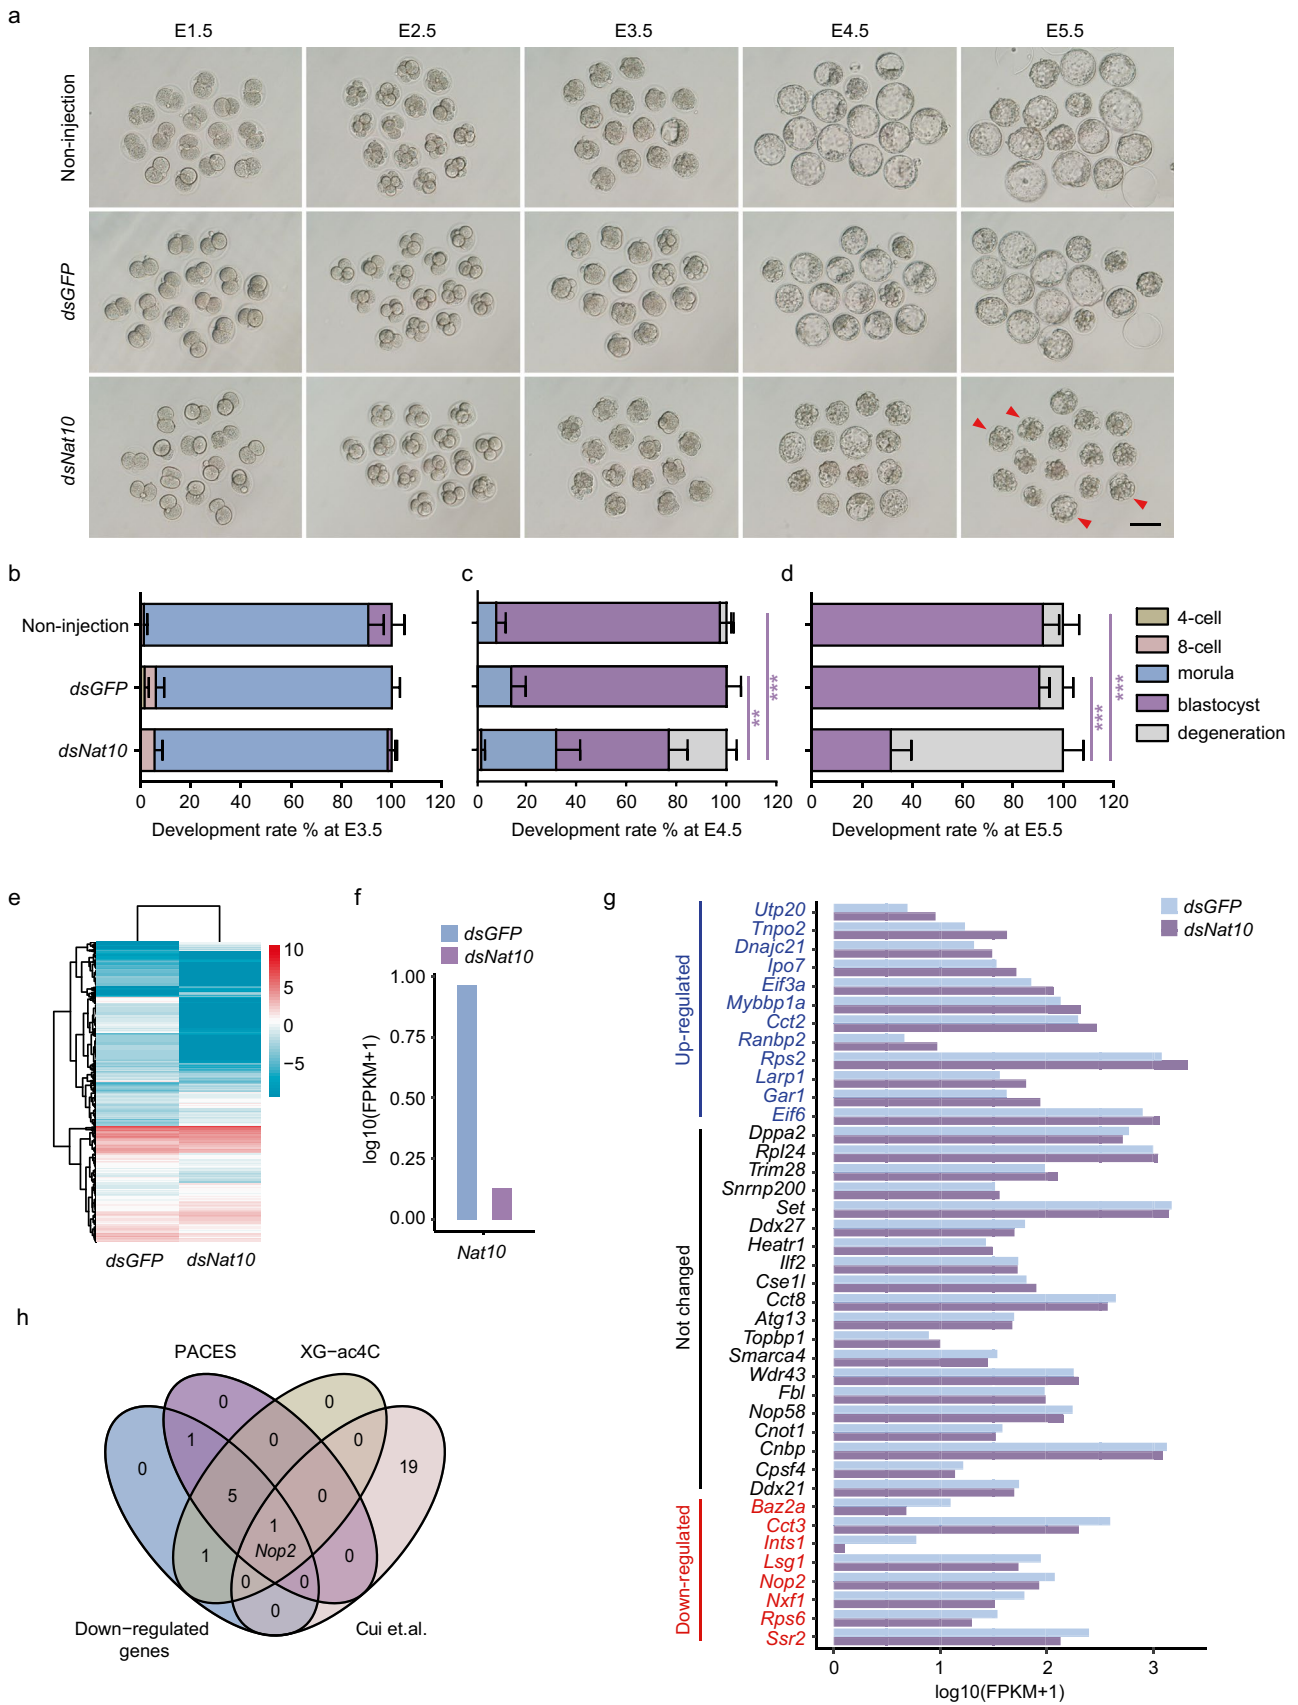 a
E1.5 E2.5 E3.5 E4.5 E5.5
Non-injection
dsGFP
dsNat10
b
Non-injection
dsGFP
dsNat10
0 20 40 60 80 100 120
Development rate % at E3.5
c
**
***
0 20 40 60 80 100 120
Development rate % at E4.5
d
***
***
0 20 40 60 80 100 120
Development rate % at E5.5
4-cell
8-cell
morula
blastocyst
degeneration
e
10
5
0
−5
dsGFP dsNat10
f
dsGFP
dsNat10
log10(FPKM+1)
1.00
0.75
0.50
0.25
0.00
Nat10
g
dsGFP
dsNat10
Up-regulated
Utp20
Tnpo2
Dnajc21
Ipo7
Eif3a
Mybbp1a
Cct2
Ranbp2
Rps2
Larp1
Gar1
Eif6
Not changed
Dppa2
Rpl24
Trim28
Snrnp200
Set
Ddx27
Heatr1
Ilf2
Cse1l
Cct8
Atg13
Topbp1
Smarca4
Wdr43
Fbl
Nop58
Cnot1
Cnbp
Cpsf4
Ddx21
Down-regulated
Baz2a
Cct3
Ints1
Lsg1
Nop2
Nxf1
Rps6
Ssr2
0 1 2 3
log10(FPKM+1)
h
PACES XG−ac4C
0 0
1 0 0
0 19
5 0
1
Nop2
1 0
0 0
0
Down−regulated
genes
Cui et.al.